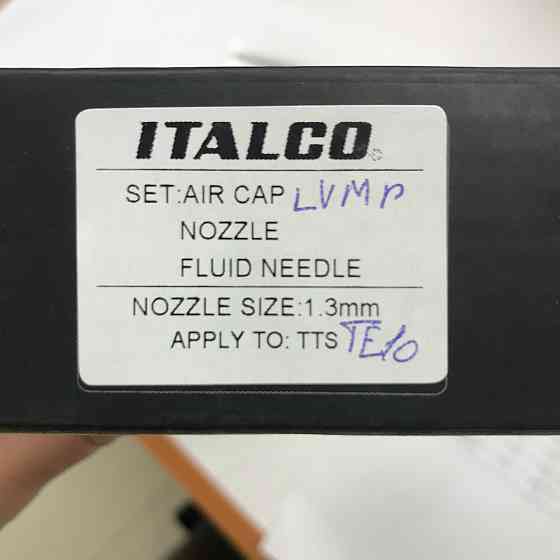 ITALCO
SET:AIR CAP LVMP
NOZZLE
FLUID NEEDLE
NOZZLE SIZE:1.3mm
APPLY TO: TTS TE10